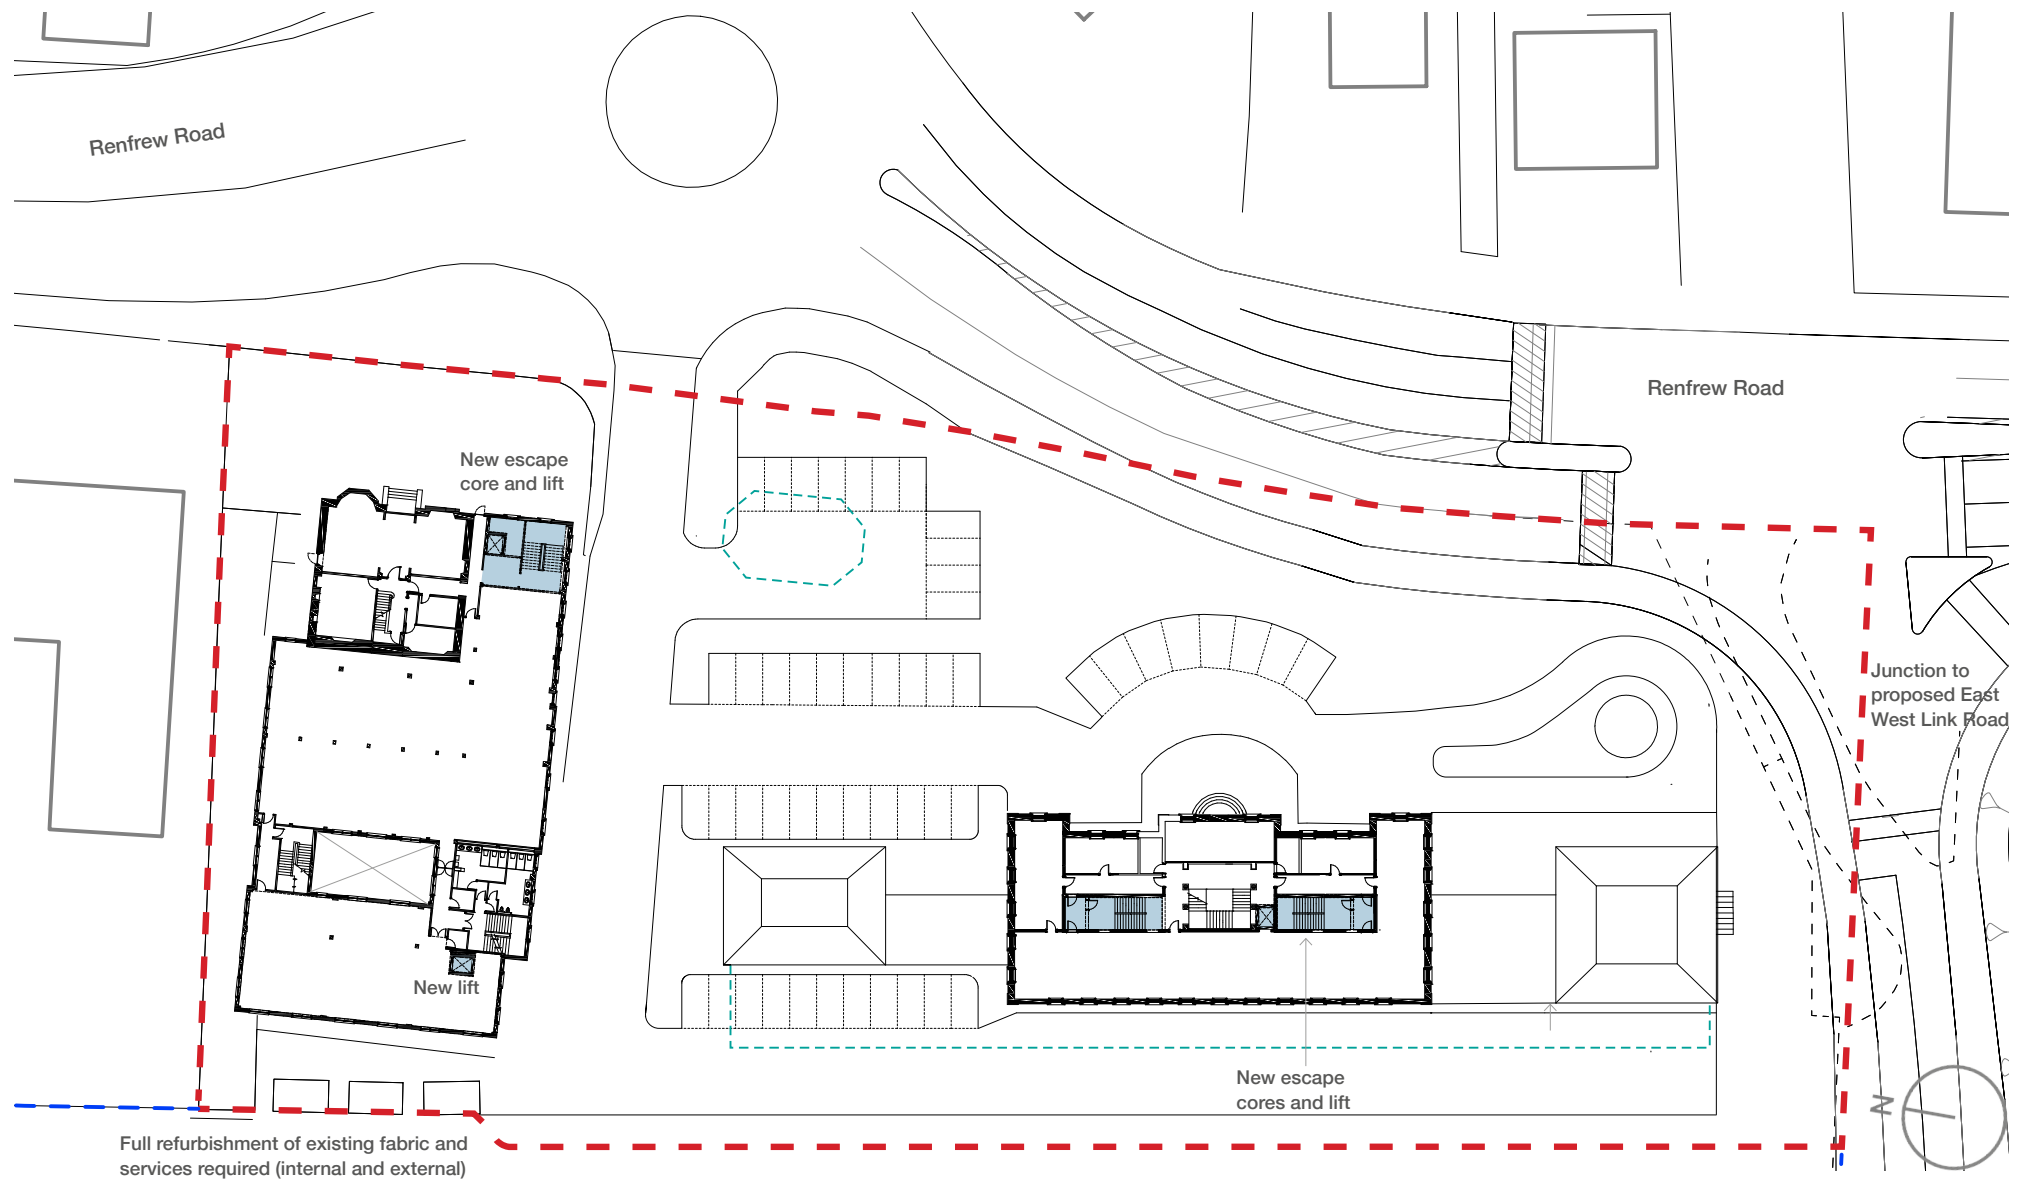 Renfrew Road
Renfrew Road
New escape
core and lift
Junction to
proposed East
West Link Road
New lift
New escape
cores and lift
N
Full refurbishment of existing fabric and
services required (internal and external)